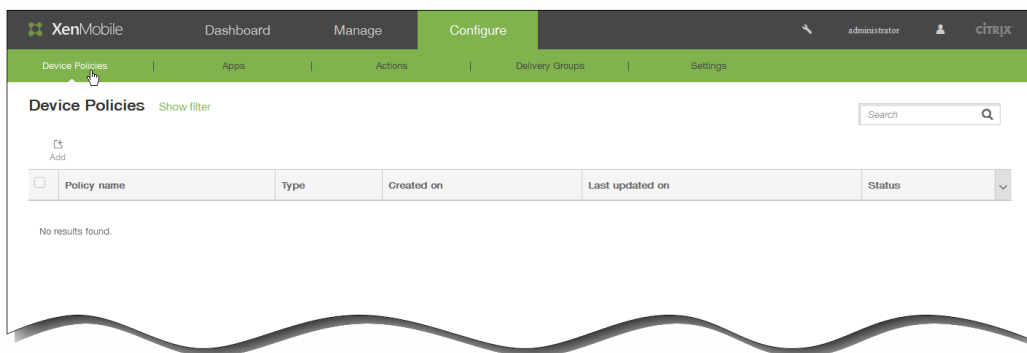 XenMobile Dashboard Manage Configure administrator CITRIX
Device Policies | Apps | Actions | Delivery Groups | Settings
Device Policies Show filter
Search
Add
Policy name Type Created on Last updated on Status
No results found.